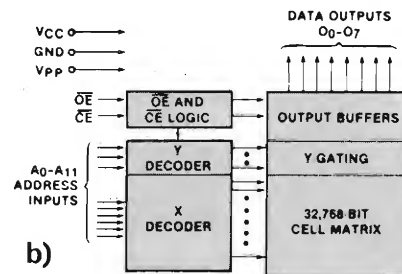 DATA OUTPUTS
O0-O7
VCC
GND
VPP
OE
CE
OE AND
CE LOGIC
OUTPUT BUFFERS
Y
DECODER
Y GATING
A0-A11
ADDRESS
INPUTS
X
DECODER
32,768-BIT
CELL MATRIX
b)